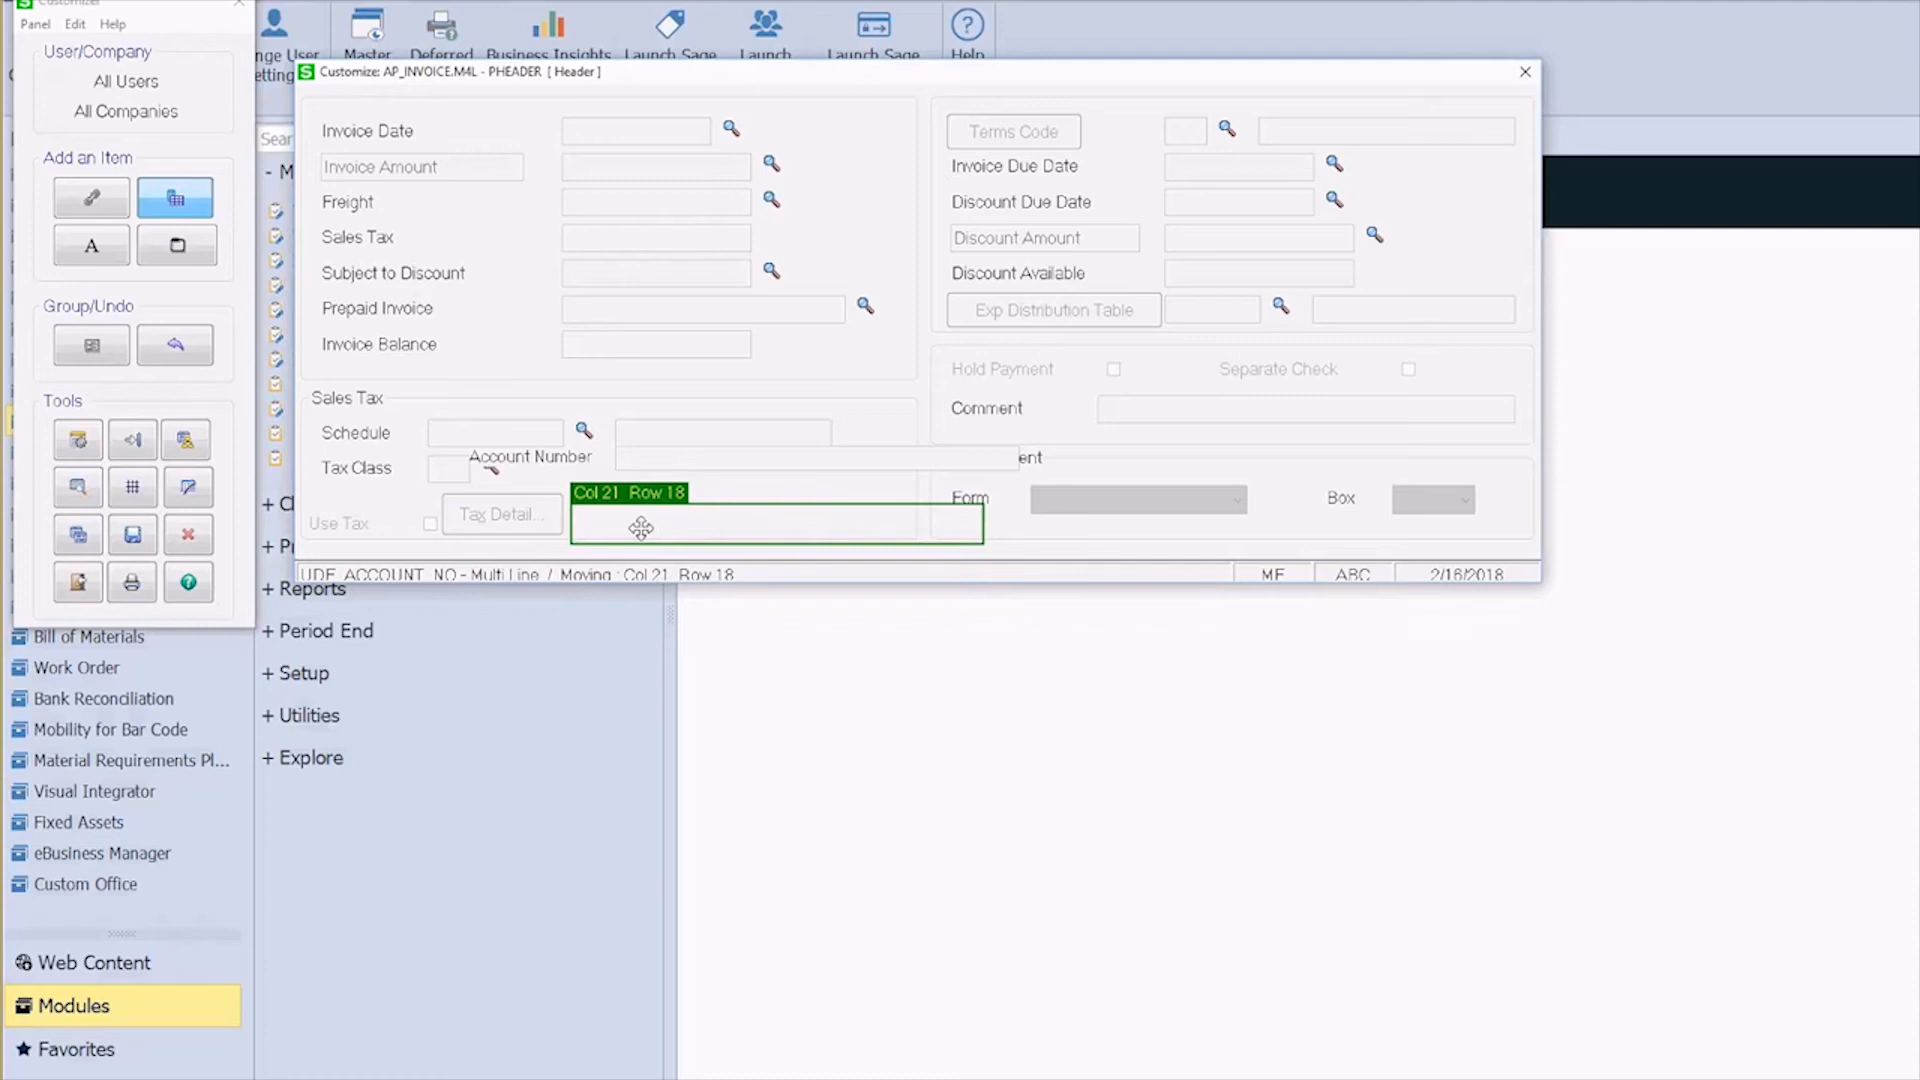 Customizer
Panel Edit Help
User/Company
All Users
All Companies
Add an Item
A
Group/Undo
Tools
nge User
ettings
Master
Deferred
Business Insights
Launch Sage
Launch
Launch Sage
Help
Sear
- M
Customize: AP_INVOICE.M4L - PHEADER [ Header ]
Invoice Date
Invoice Amount
Freight
Sales Tax
Subject to Discount
Prepaid Invoice
Invoice Balance
Terms Code
Invoice Due Date
Discount Due Date
Discount Amount
Discount Available
Exp Distribution Table
Hold Payment
Separate Check
Comment
Sales Tax
Schedule
Tax Class
Account Number
ent
Col 21 Row 18
Form
Box
Use Tax
Tax Detail...
UDF_ACCOUNT_NO - Multi Line / Moving : Col 21 Row 18
ABC
2/16/2018
+ Reports
+ Period End
+ Setup
+ Utilities
+ Explore
Bill of Materials
Work Order
Bank Reconciliation
Mobility for Bar Code
Material Requirements Pl...
Visual Integrator
Fixed Assets
eBusiness Manager
Custom Office
Web Content
Modules
Favorites